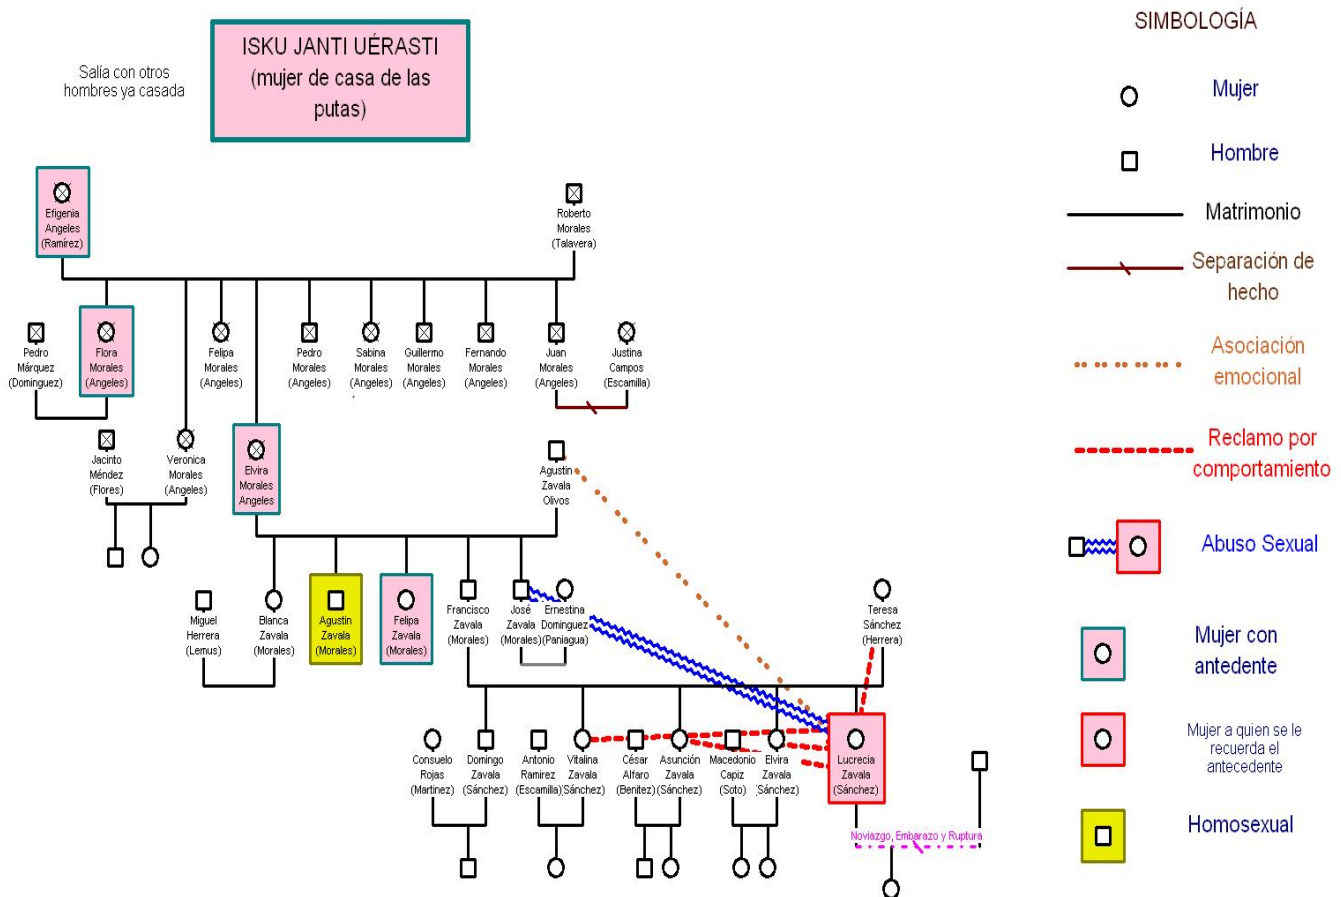 ISKU JANTI UÉRASTI
(mujer de casa de las
putas)
Salía con otros
hombres ya casada
Efigenia
Angeles
(Ramírez)
Roberto
Morales
(Talavera)
Pedro
Márquez
(Dominguez)
Flora
Morales
(Angeles)
Felipa
Morales
(Angeles)
Pedro
Morales
(Angeles)
Sabina
Morales
(Angeles)
Guillermo
Morales
(Angeles)
Fernando
Morales
(Angeles)
Juan
Morales
(Angeles)
Justina
Campos
(Escamilla)
Jacinto
Méndez
(Flores)
Veronica
Morales
(Angeles)
Elvira
Morales
Angeles
Agustin
Zavala
Olivos
Miguel
Herrera
(Lemus)
Blanca
Zavala
(Morales)
Agustin
Zavala
(Morales)
Felipa
Zavala
(Morales)
Francisco
Zavala
(Morales)
José
Zavala
(Morales)
Ernestina
Dominguez
(Paniagua)
Teresa
Sánchez
(Herrera)
Consuelo
Rojas
(Martinez)
Domingo
Zavala
(Sánchez)
Antonio
Ramirez
(Escamilla)
Vitalina
Zavala
(Sánchez)
César
Alfaro
(Benitez)
Asunción
Zavala
(Sánchez)
Macedonio
Capiz
(Soto)
Elvira
Zavala
(Sánchez)
Lucrecia
Zavala
(Sánchez)
Noviazgo, Embarazo y Ruptura
SIMBOLOGÍA
Mujer
Hombre
Matrimonio
Separación de
hecho
Asociación
emocional
Reclamo por
comportamiento
Abuso Sexual
Mujer con
antedente
Mujer a quien se le
recuerda el
antecedente
Homosexual